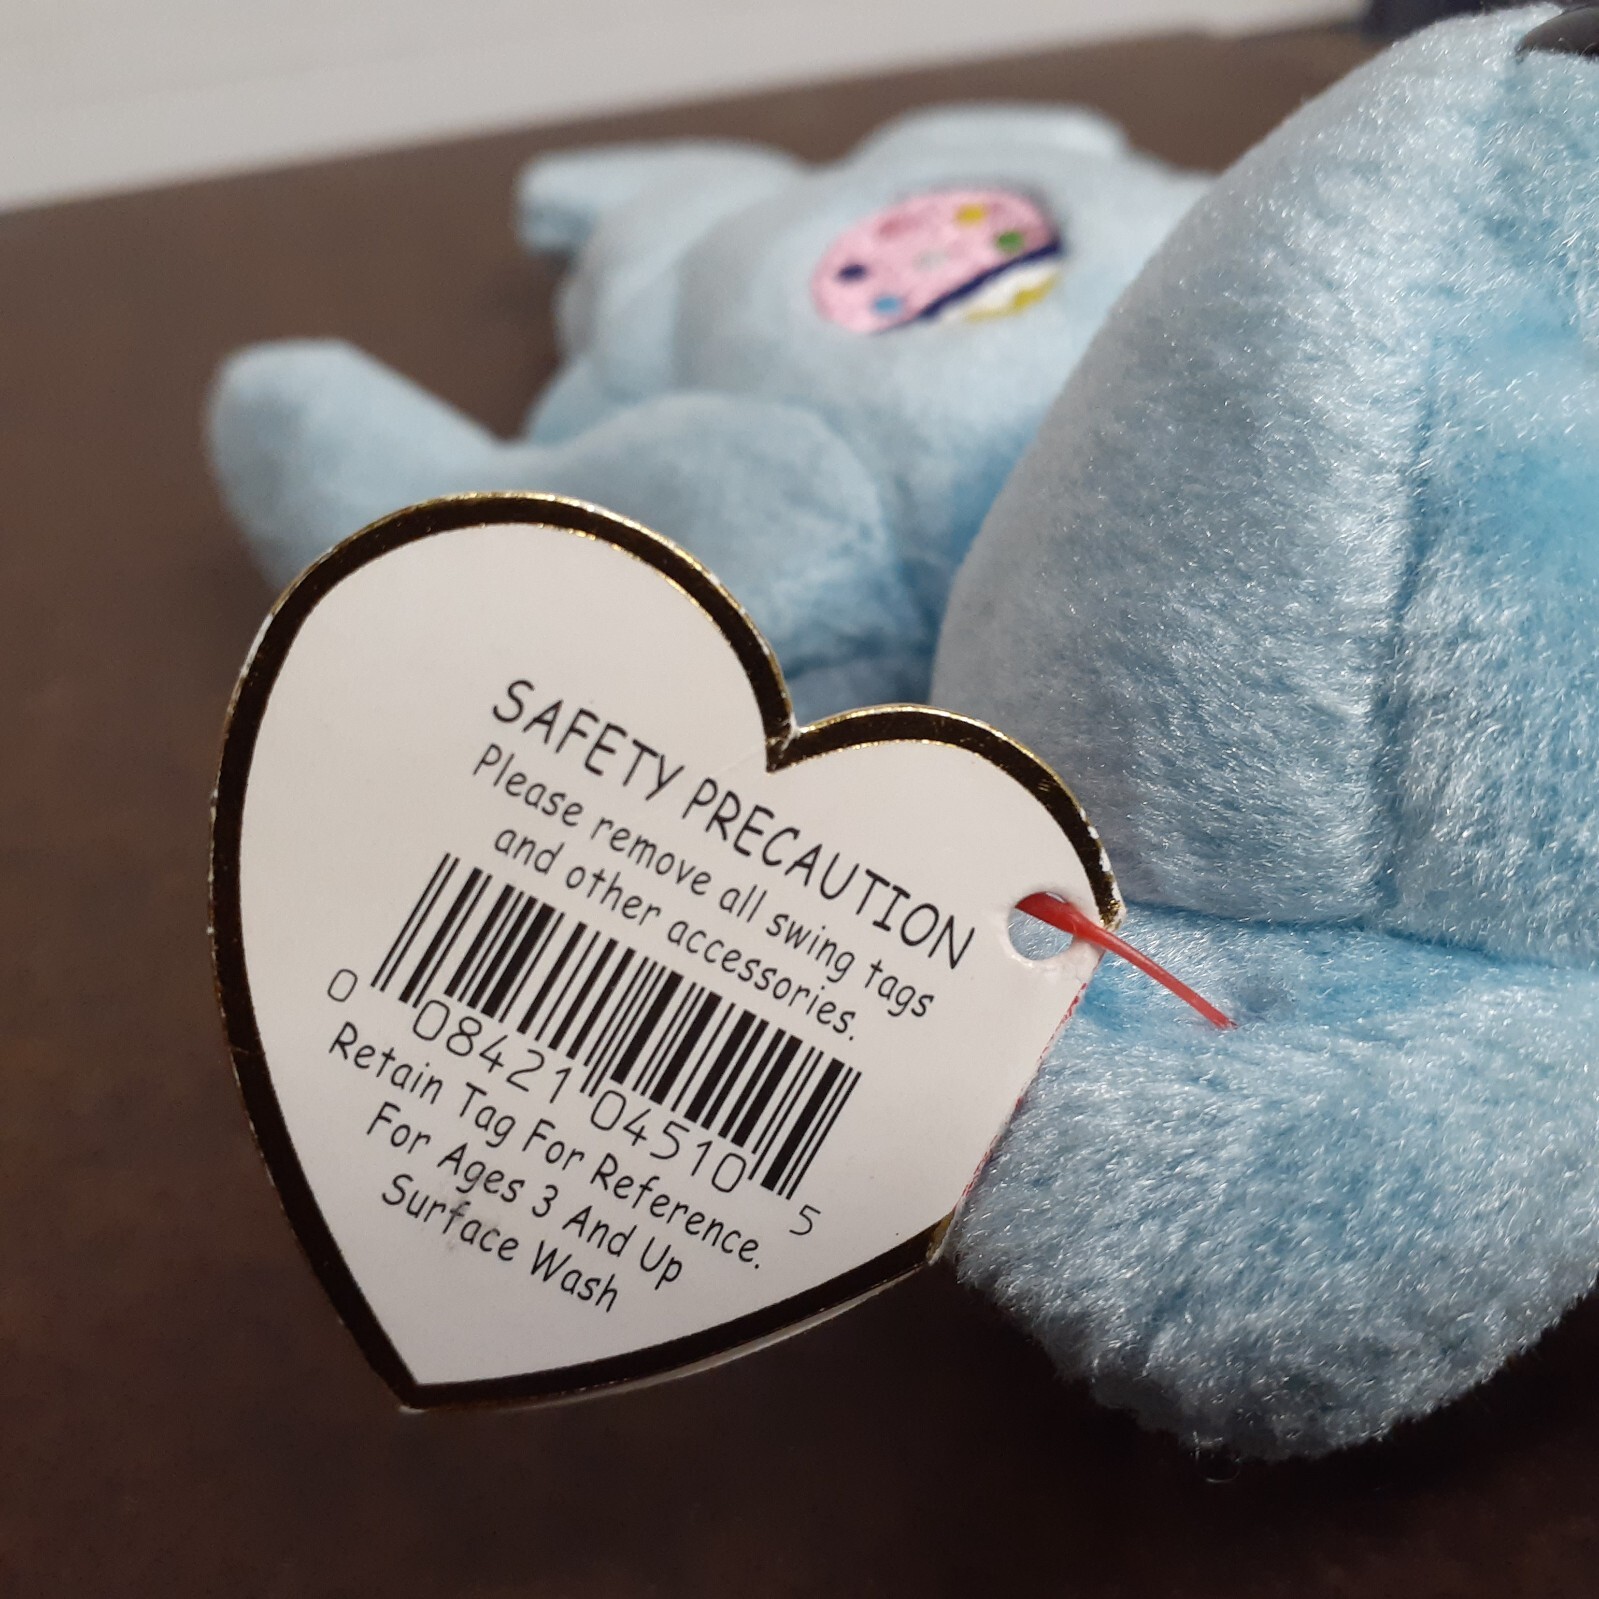 SAFETY PRECAUTION
Please remove all swing tags
and other accessories.
0 08421 04510 5
Retain Tag For Reference.
For Ages 3 And Up
Surface Wash